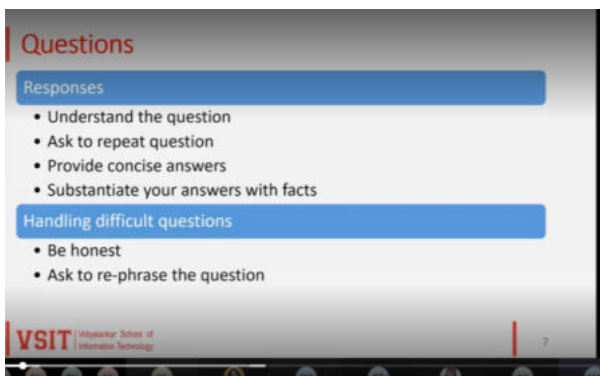 Questions
Responses
• Understand the question
• Ask to repeat question
• Provide concise answers
• Substantiate your answers with facts
Handling difficult questions
• Be honest
• Ask to re-phrase the question
VSIT
Vidyalankar School of
Information Technology
7